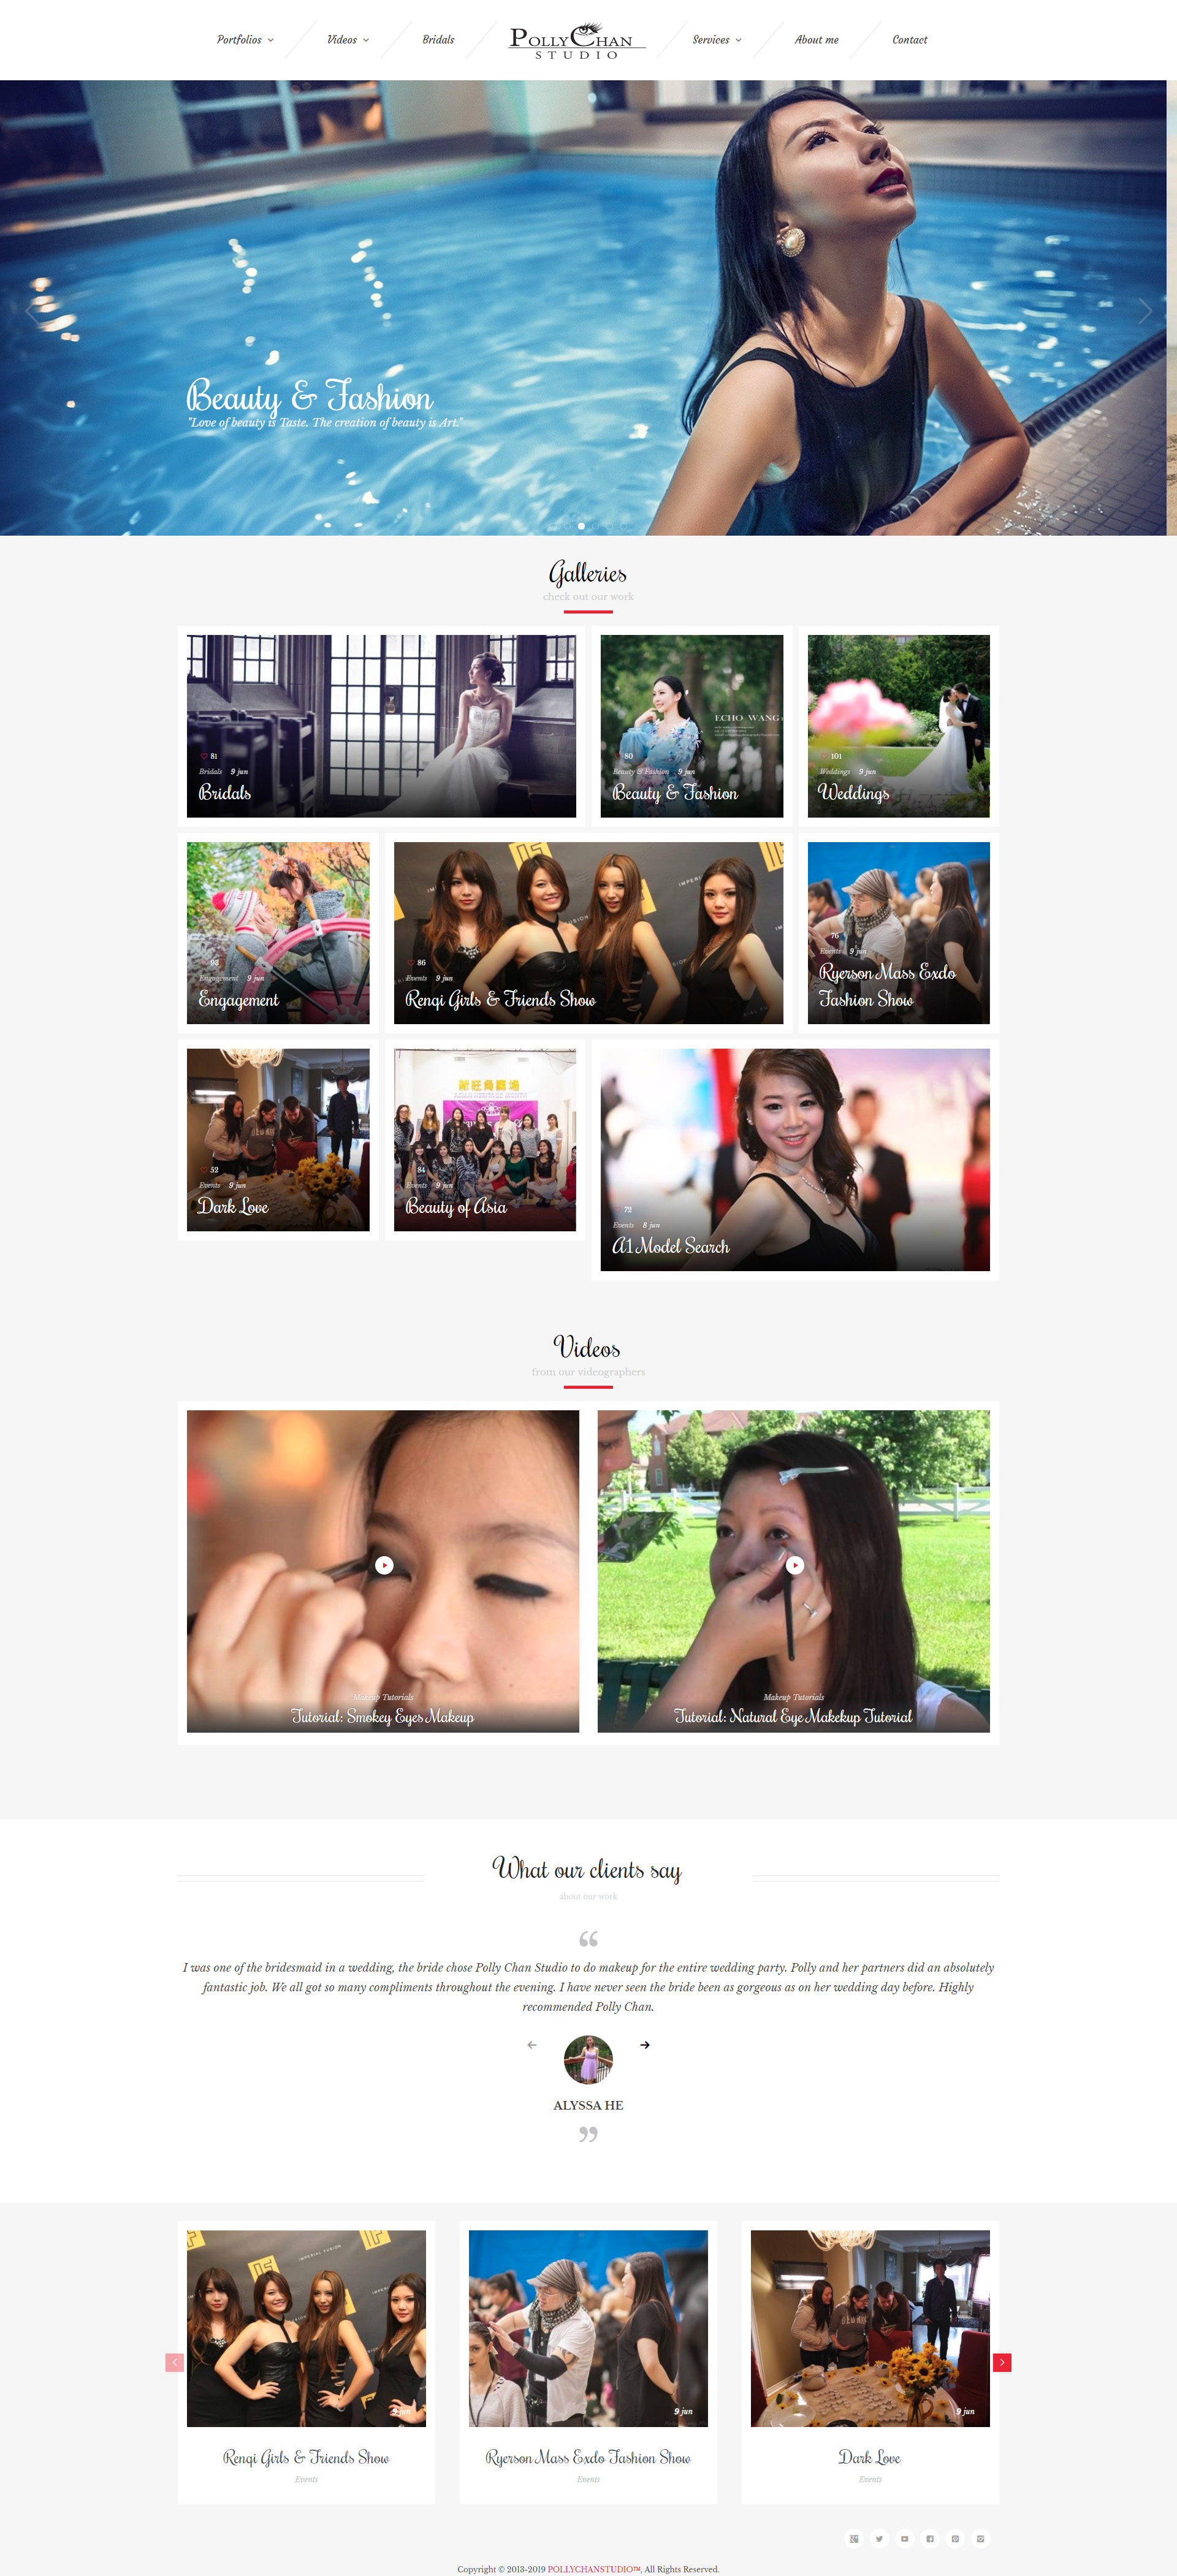 Portfolios
Videos
Bridals
POLLY CHAN
STUDIO
Services
About me
Contact
Beauty & Fashion
"Love of beauty is Taste. The creation of beauty is Art."
Galleries
check out our work
81
Bridals 9 jun
Bridals
ECHO WANG
80
Beauty & Fashion 9 jun
Beauty & Fashion
101
Weddings 9 jun
Weddings
93
Engagement 9 jun
Engagement
86
Events 9 jun
Renqi Girls & Friends Show
76
Events 9 jun
Ryerson Mass Exdo
Fashion Show
52
Events 9 jun
Dark Love
84
Events 9 jun
Beauty of Asia
72
Events 8 jun
A1 Model Search
Videos
from our videographers
Makeup Tutorials
Tutorial: Smokey Eyes Makeup
Makeup Tutorials
Tutorial: Natural Eye Makekup Tutorial
What our clients say
about our work
“
I was one of the bridesmaid in a wedding, the bride chose Polly Chan Studio to do makeup for the entire wedding party. Polly and her partners did an absolutely
fantastic job. We all got so many compliments throughout the evening. I have never seen the bride been as gorgeous as on her wedding day before. Highly
recommended Polly Chan.
ALYSSA HE
”
IMPERIAL FUSION
9 jun
Renqi Girls & Friends Show
Events
9 jun
Ryerson Mass Exdo Fashion Show
Events
9 jun
Dark Love
Events
Copyright © 2013-2019 POLLYCHANSTUDIO™, All Rights Reserved.